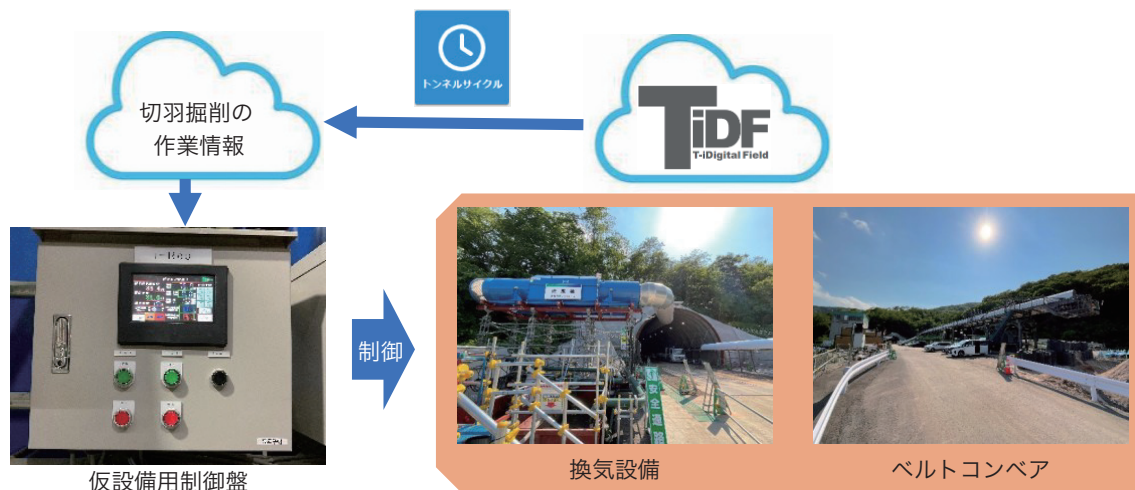 トンネルサイクル
切羽掘削の
作業情報
TiDF
T-iDigital Field
制御
安全通路
仮設備用制御盤
換気設備
ベルトコンベア